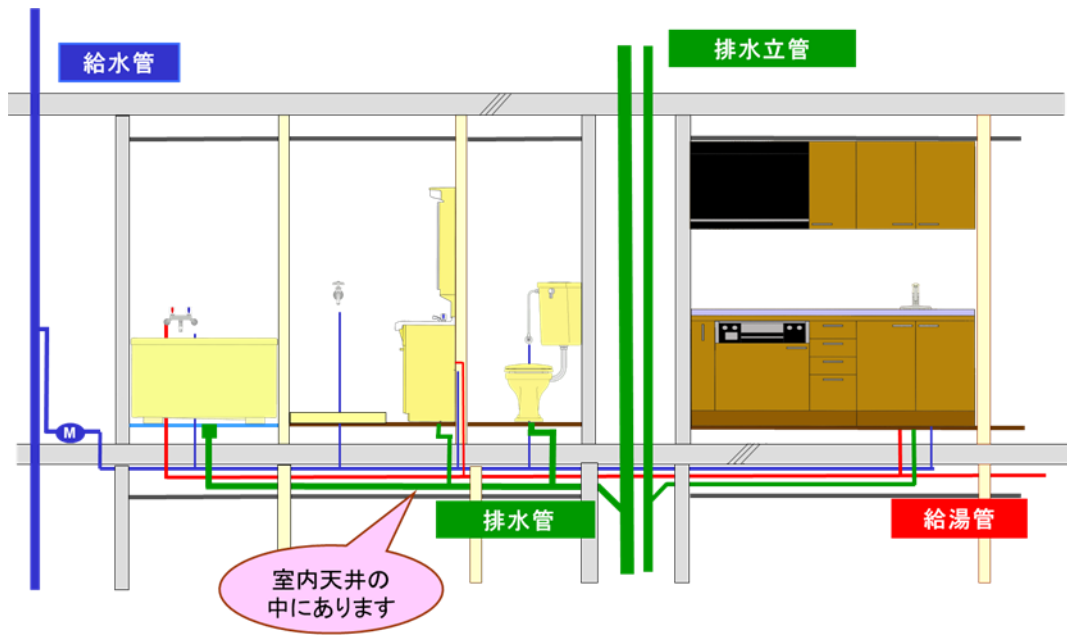 給水管
排水立管
M
排水管
給湯管
室内天井の
中にあります